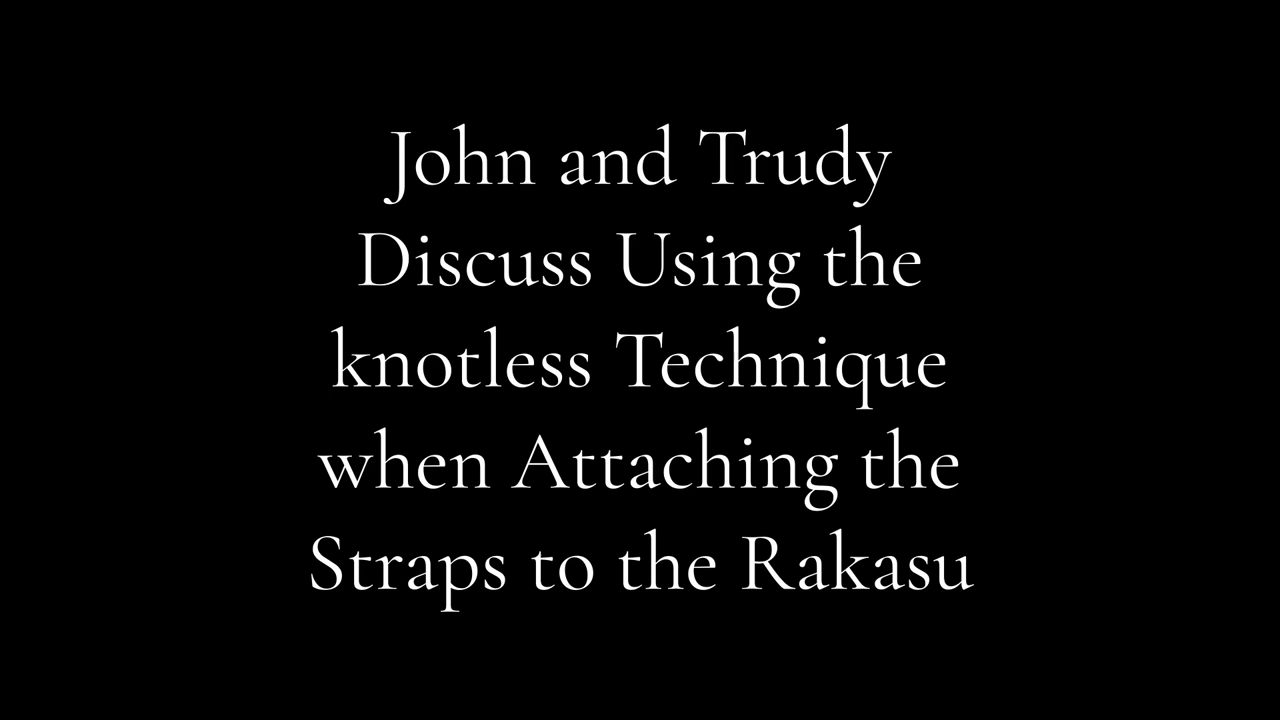 John and Trudy
Discuss Using the
knotless Technique
when Attaching the
Straps to the Rakasu